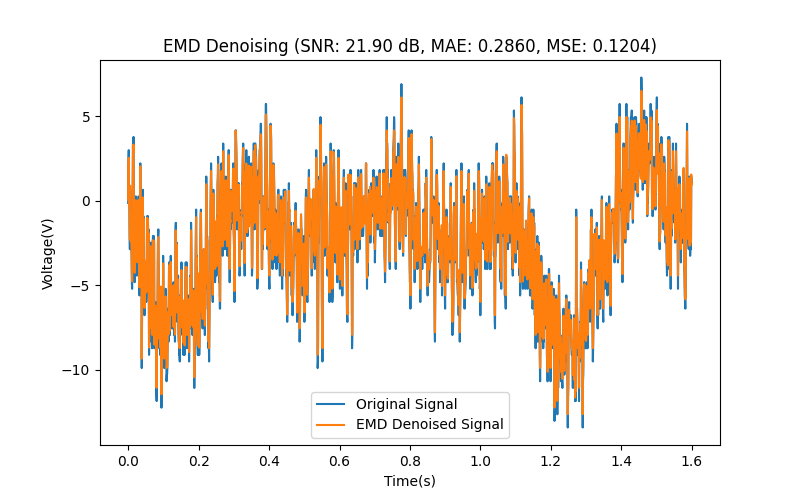 EMD Denoising (SNR: 21.90 dB, MAE: 0.2860, MSE: 0.1204)
5
0
−5
−10
Voltage(V)
Original Signal
EMD Denoised Signal
0.0 0.2 0.4 0.6 0.8 1.0 1.2 1.4 1.6
Time(s)